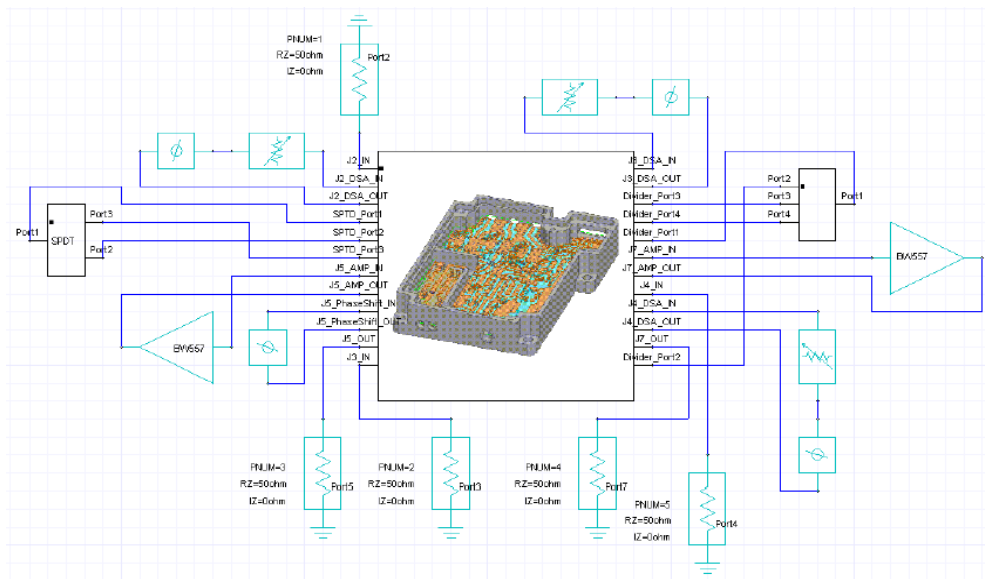 PNUM=1
RZ=50ohm
IZ=0ohm
Port2
J2_IN
J2_DSA_IN
J2_DSA_OUT
SPTD_Port1
SPTD_Port2
SPTD_Port3
J5_AMP_IN
J5_AMP_OUT
J5_PhaseShift_IN
J5_PhaseShift_OUT
J5_OUT
J3_IN
J3_DSA_IN
J3_DSA_OUT
Divider_Port3
Divider_Port4
Divider_Port1
J7_AMP_IN
J7_AMP_OUT
J4_IN
J4_DSA_IN
J4_DSA_OUT
J7_OUT
Divider_Port2
Port1
SPDT
Port3
Port2
Port2
Port3
Port4
Port1
BW557
BW557
PNUM=3
RZ=50ohm
IZ=0ohm
Port5
PNUM=2
RZ=50ohm
IZ=0ohm
Port3
PNUM=4
RZ=50ohm
IZ=0ohm
Port7
PNUM=5
RZ=50ohm
IZ=0ohm
Port4